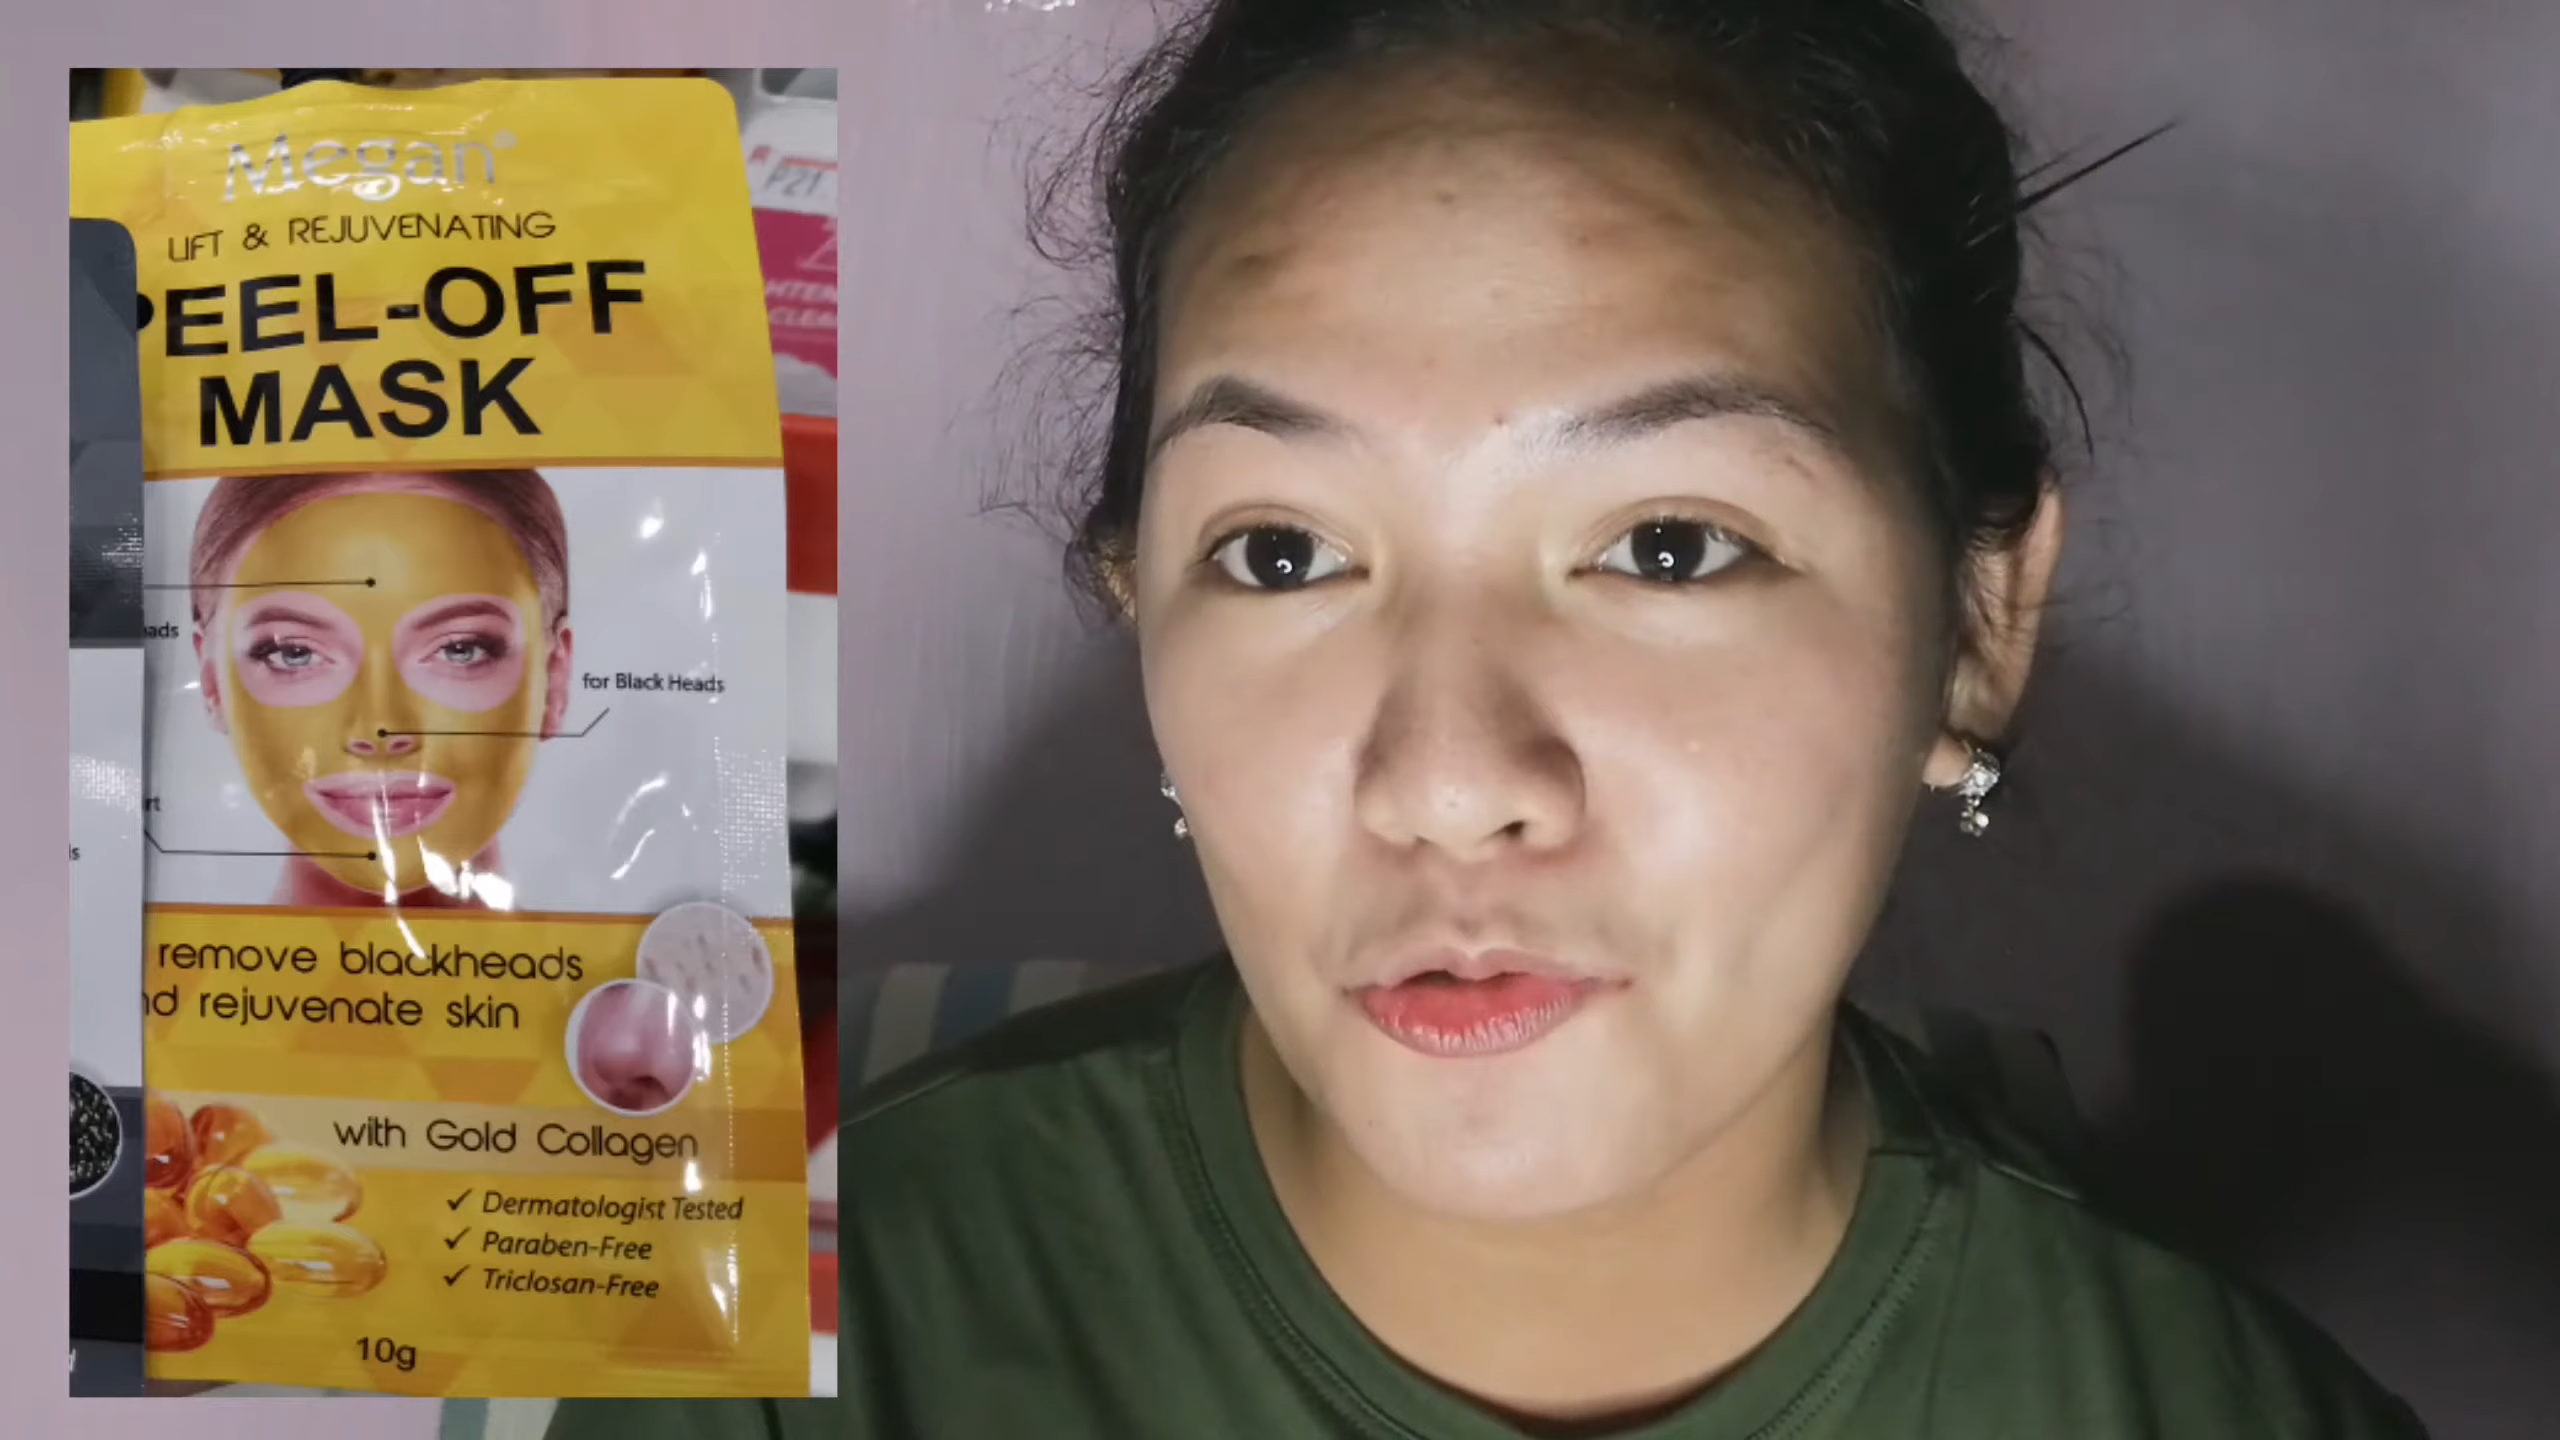 Megan®
LIFT & REJUVENATING
PEEL-OFF
MASK
for Black Heads
remove blackheads
rejuvenate skin
with Gold Collagen
✓ Dermatologist Tested
✓ Paraben-Free
✓ Triclosan-Free
10g
P21